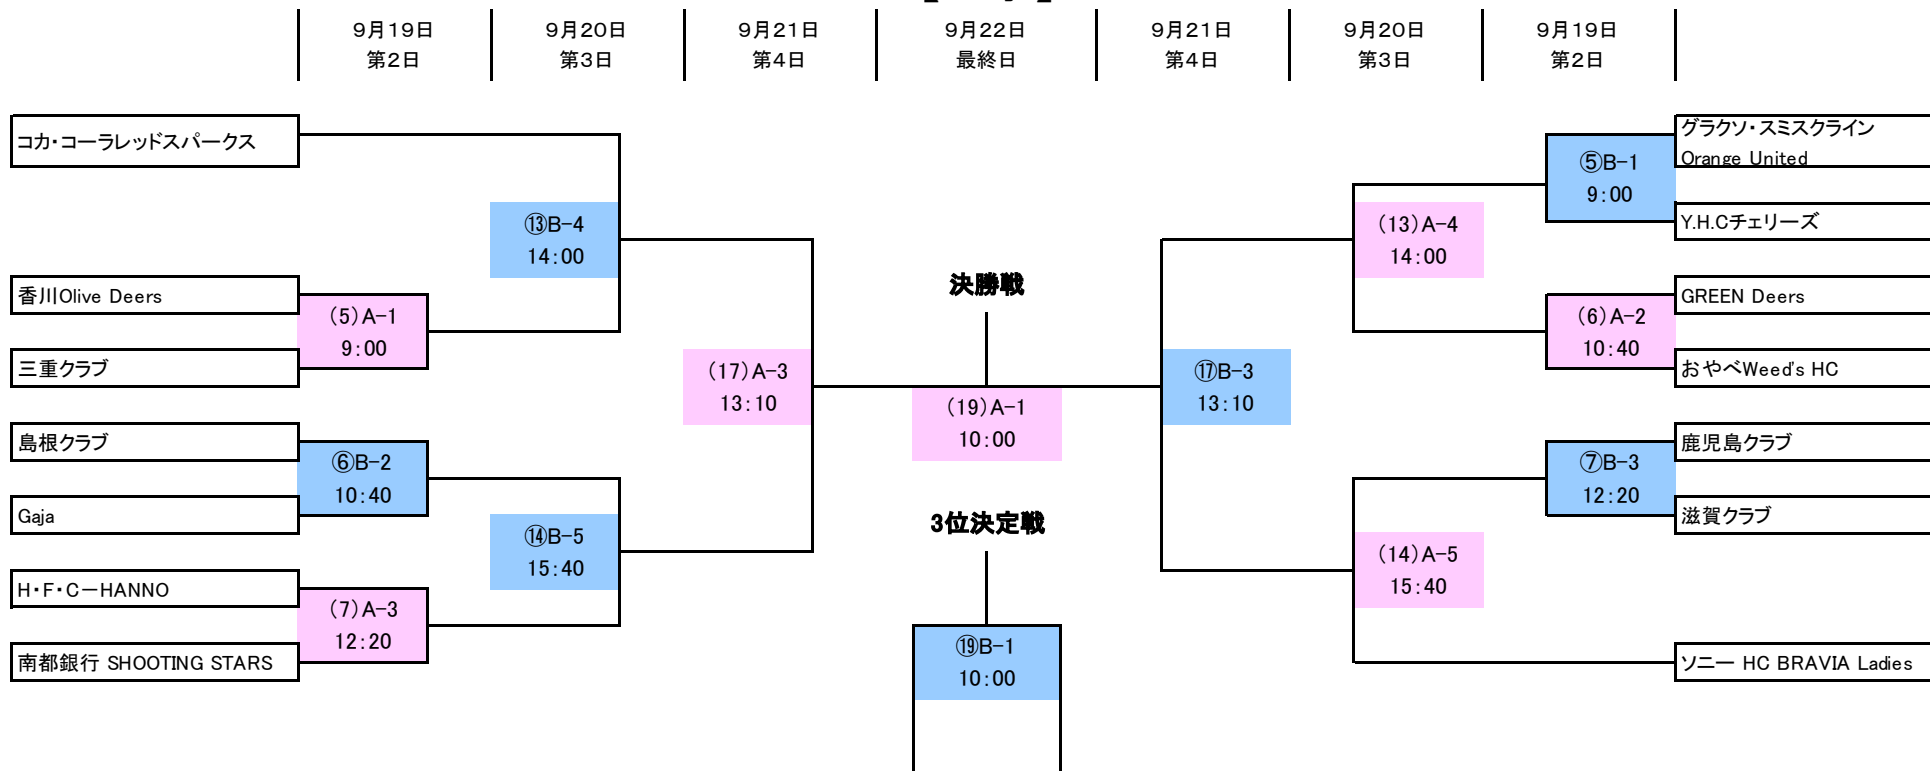 9月19日
第2日
9月20日
第3日
9月21日
第4日
9月22日
最終日
9月21日
第4日
9月20日
第3日
9月19日
第2日
コカ・コーラレッドスパークス
香川Olive Deers
三重クラブ
島根クラブ
Gaja
H・F・C－HANNO
南都銀行 SHOOTING STARS
(5)A-1
9:00
⑥B-2
10:40
(7)A-3
12:20
⑬B-4
14:00
⑭B-5
15:40
(17)A-3
13:10
決勝戦
(19)A-1
10:00
3位決定戦
⑲B-1
10:00
⑰B-3
13:10
(13)A-4
14:00
(14)A-5
15:40
⑤B-1
9:00
(6)A-2
10:40
⑦B-3
12:20
グラクソ・スミスクライン
Orange United
Y.H.Cチェリーズ
GREEN Deers
おやべWeed's HC
鹿児島クラブ
滋賀クラブ
ソニー HC BRAVIA Ladies